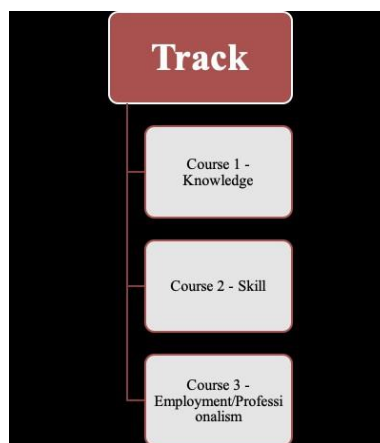 Track
Course 1 -
Knowledge
Course 2 - Skill
Course 3 -
Employment/Professi
onalism